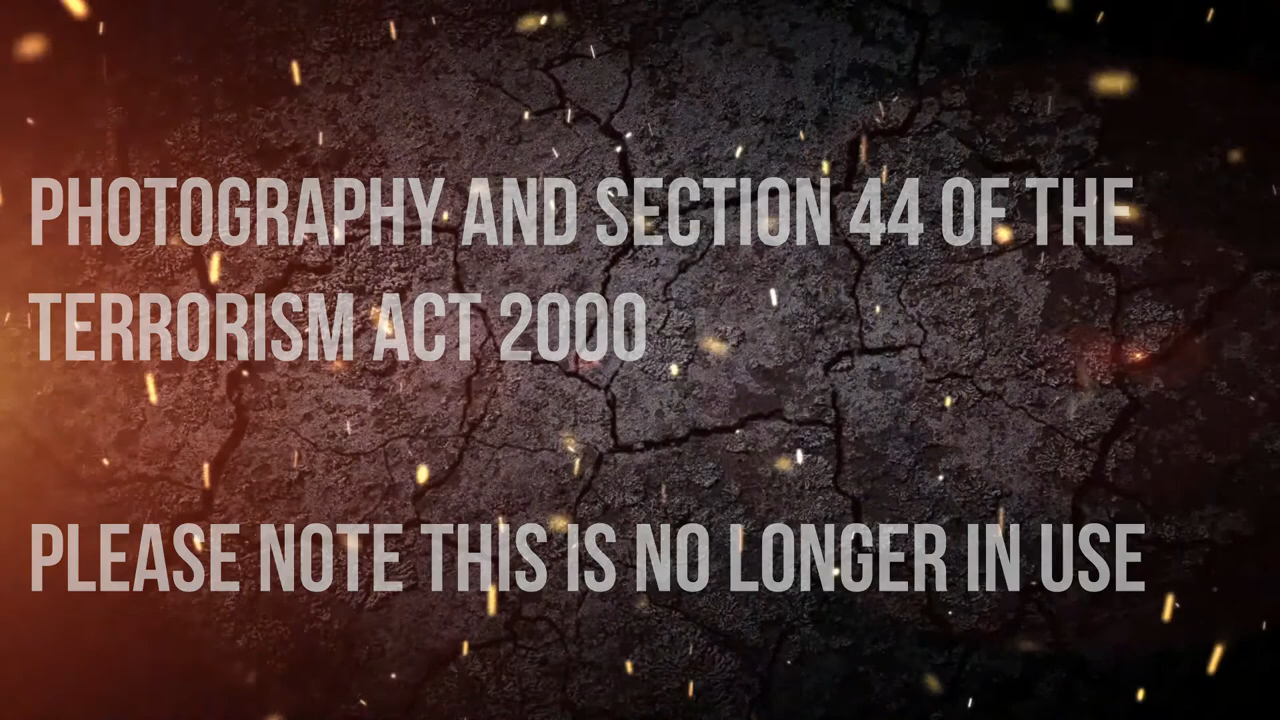 PHOTOGRAPHY AND SECTION 44 OF THE
TERRORISM ACT 2000
PLEASE NOTE THIS IS NO LONGER IN USE